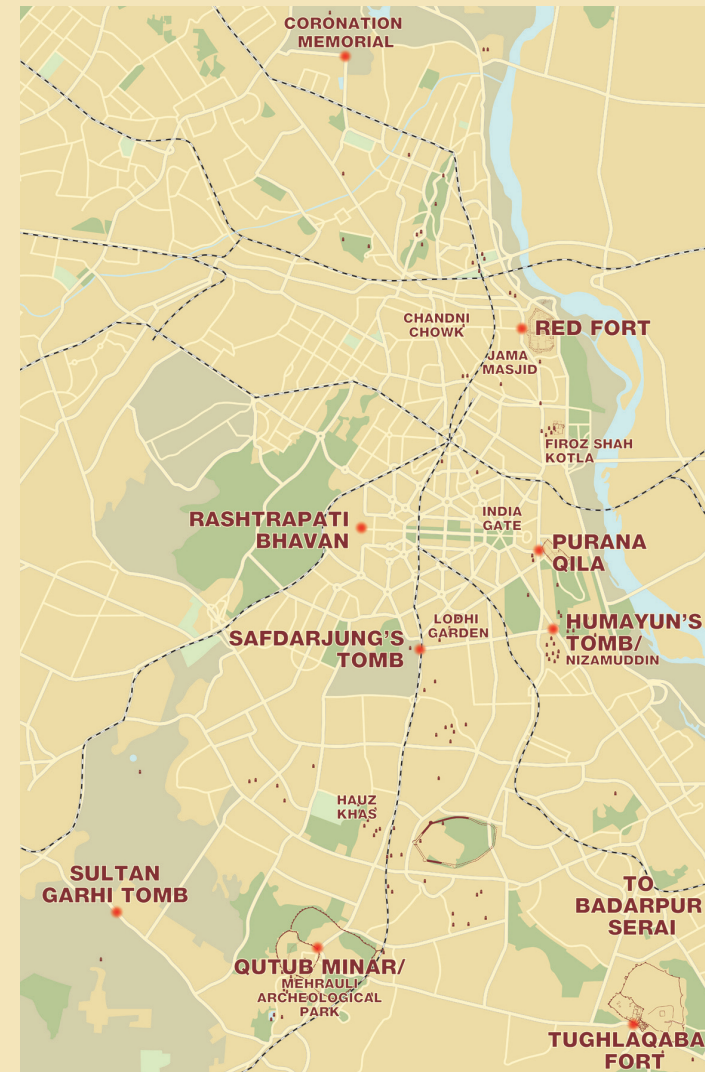 CORONATION
MEMORIAL
CHANDNI
CHOWK
RED FORT
JAMA
MASJID
FIROZ SHAH
KOTLA
RASHTRAPATI
BHAVAN
INDIA
GATE
PURANA
QILA
LODHI
GARDEN
HUMAYUN'S
TOMB/
NIZAMUDDIN
SAFDARJUNG'S
TOMB
HAUZ
KHAS
SULTAN
GARHI TOMB
TO
BADARPUR
SERAI
QUTUB MINAR/
MEHRAULI
ARCHEOLOGICAL
PARK
TUGHLAQABA
FORT